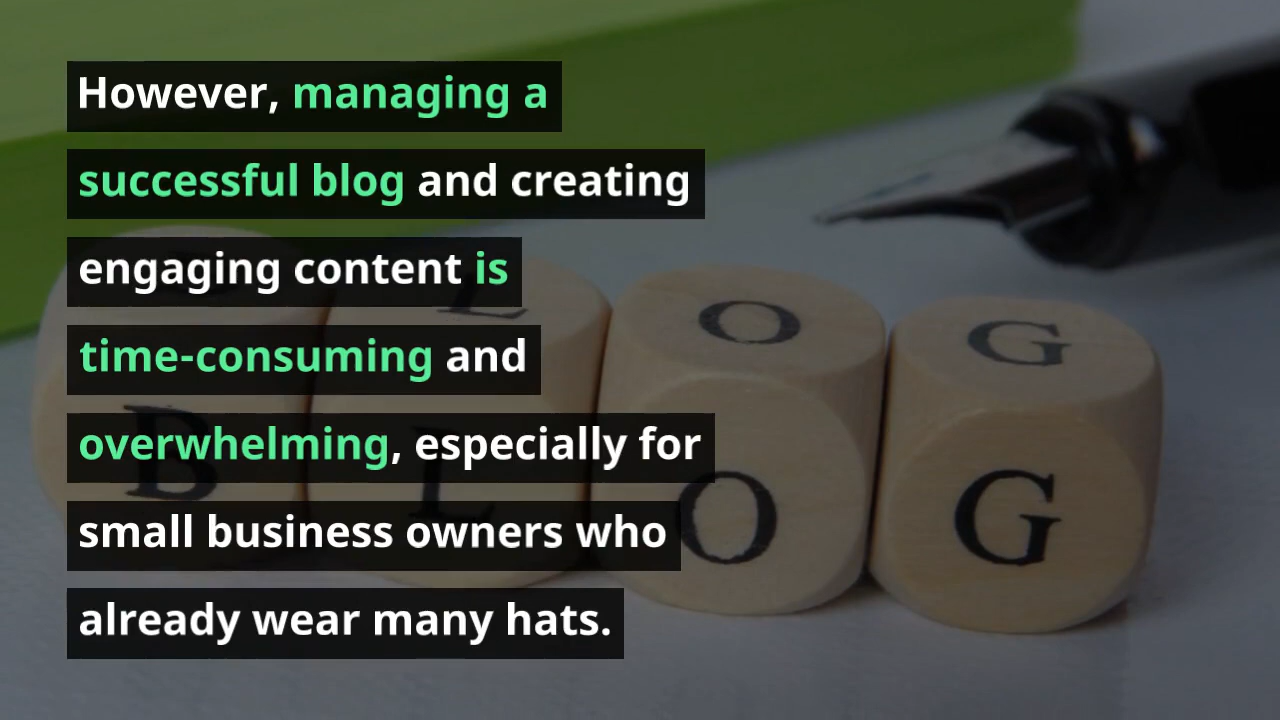 However, managing a
successful blog and creating
engaging content is
time-consuming and
overwhelming, especially for
small business owners who
already wear many hats.
L O G
B L O G